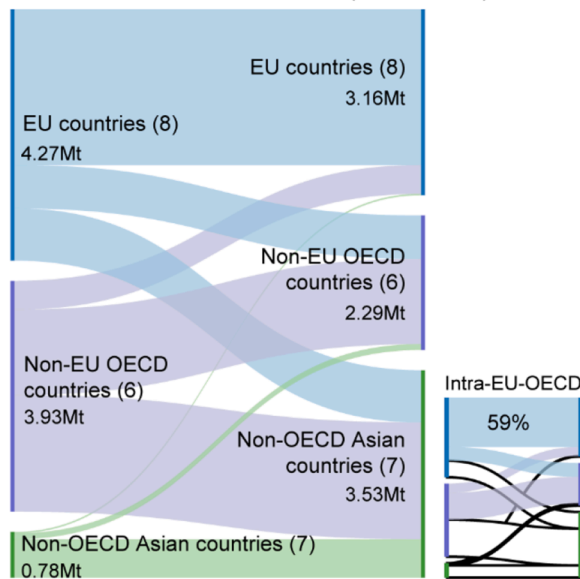 EU countries (8)
4.27Mt
EU countries (8)
3.16Mt
Non-EU OECD
countries (6)
3.93Mt
Non-EU OECD
countries (6)
2.29Mt
Non-OECD Asian countries (7)
0.78Mt
Non-OECD Asian
countries (7)
3.53Mt
Intra-EU-OECD
59%